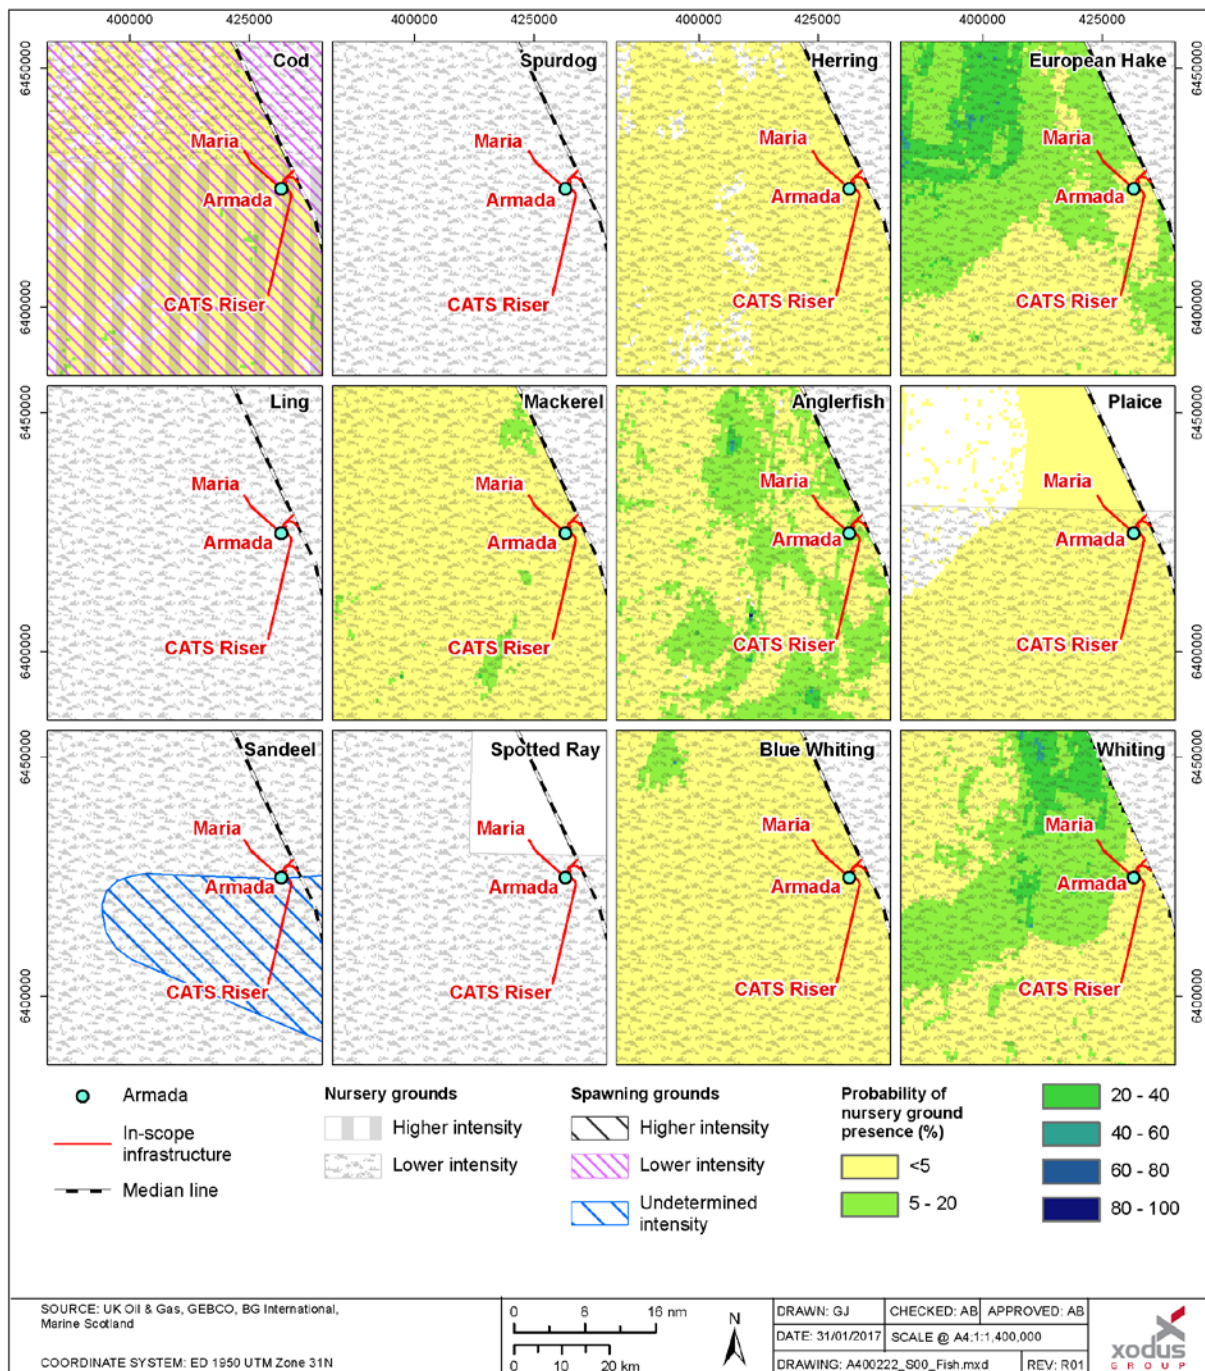 400000 425000 400000 425000 400000 425000 400000 425000
6450000
Cod
Maria
Armada
CATS Riser
6400000
Spurdog
Maria
Armada
CATS Riser
Herring
Maria
Armada
CATS Riser
European Hake
Maria
Armada
CATS Riser
6450000
6400000
6450000
Ling
Maria
Armada
CATS Riser
6400000
Mackerel
Maria
Armada
CATS Riser
Anglerfish
Maria
Armada
CATS Riser
Plaice
Maria
Armada
CATS Riser
6450000
6400000
6450000
Sandeel
Maria
Armada
CATS Riser
6400000
Spotted Ray
Maria
Armada
CATS Riser
Blue Whiting
Maria
Armada
CATS Riser
Whiting
Maria
Armada
CATS Riser
6450000
6400000
Armada
In-scope
infrastructure
Median line
Nursery grounds
Higher intensity
Lower intensity
Spawning grounds
Higher intensity
Lower intensity
Undetermined
intensity
Probability of
nursery ground
presence (%)
<5
5 - 20
20 - 40
40 - 60
60 - 80
80 - 100
SOURCE: UK Oil & Gas, GEBCO, BG International,
Marine Scotland
COORDINATE SYSTEM: ED 1950 UTM Zone 31N
0 8 16 nm
0 10 20 km
N
DRAWN: GJ CHECKED: AB APPROVED: AB
DATE: 31/01/2017 SCALE @ A4:1:1,400,000
DRAWING: A400222_S00_Fish.mxd REV: R01
xodus
GROUP